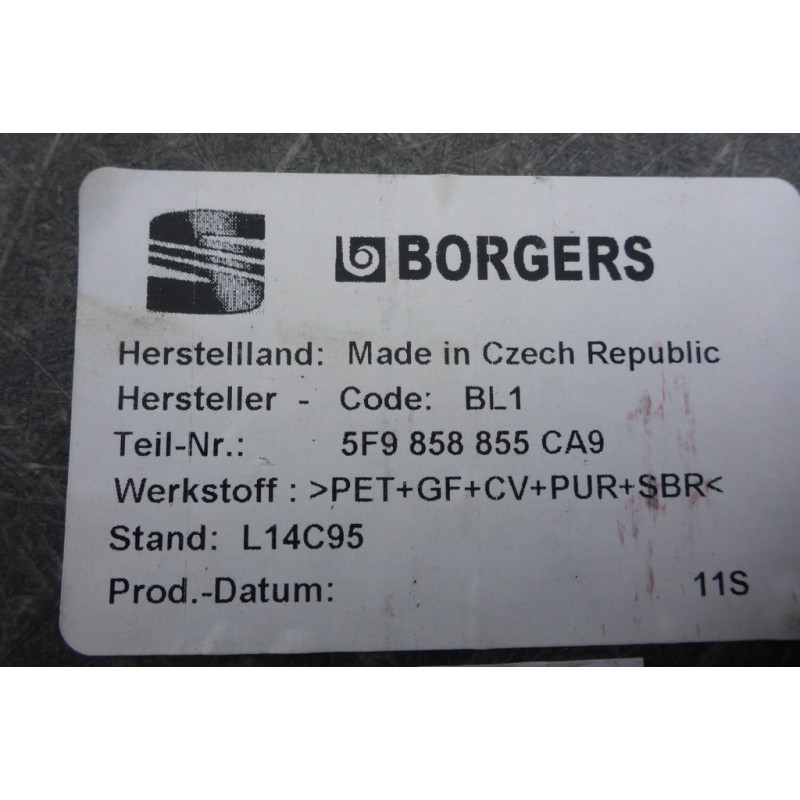 BORGERS
Herstellland: Made in Czech Republic
Hersteller - Code: BL1
Teil-Nr.: 5F9 858 855 CA9
Werkstoff : >PET+GF+CV+PUR+SBR<
Stand: L14C95
Prod.-Datum: 11S